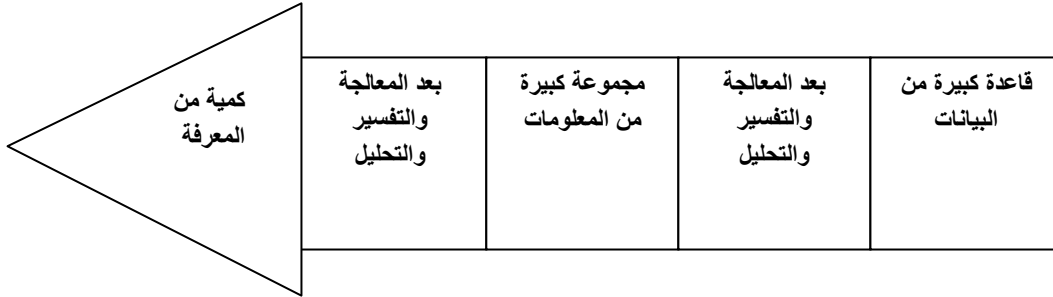 قاعدة كبيرة من
البيانات
بعد المعالجة
والتفسير
والتحليل
مجموعة كبيرة
من المعلومات
بعد المعالجة
والتفسير
والتحليل
كمية من
المعرفة